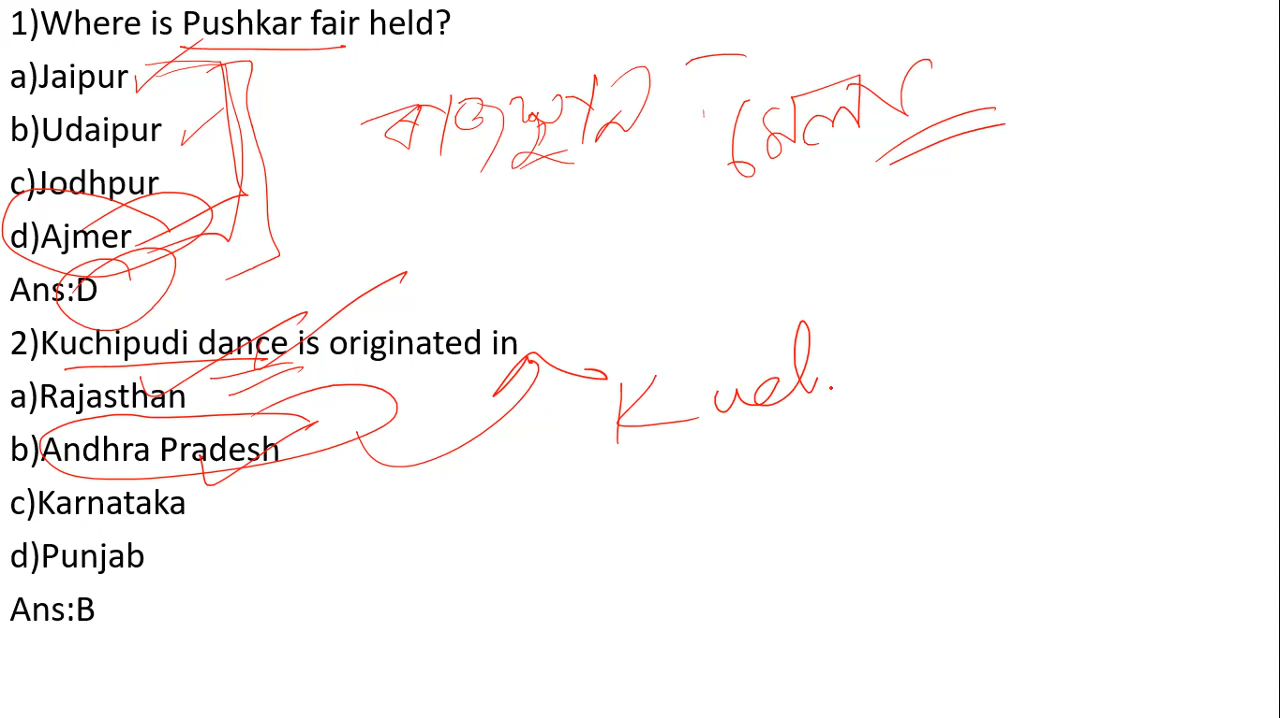 1)Where is Pushkar fair held?
a)Jaipur
b)Udaipur
c)Jodhpur
d)Ajmer
Ans:D
2)Kuchipudi dance is originated in
a)Rajasthan
b)Andhra Pradesh
c)Karnataka
d)Punjab
Ans:B